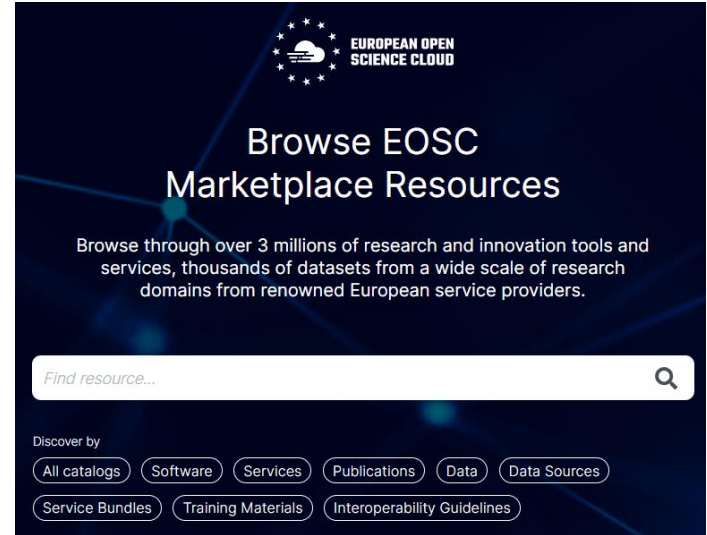 EUROPEAN OPEN
SCIENCE CLOUD
Browse EOSC
Marketplace Resources
Browse through over 3 millions of research and innovation tools and
services, thousands of datasets from a wide scale of research
domains from renowned European service providers.
Find resource...
Discover by
All catalogs Software Services Publications Data Data Sources
Service Bundles Training Materials Interoperability Guidelines